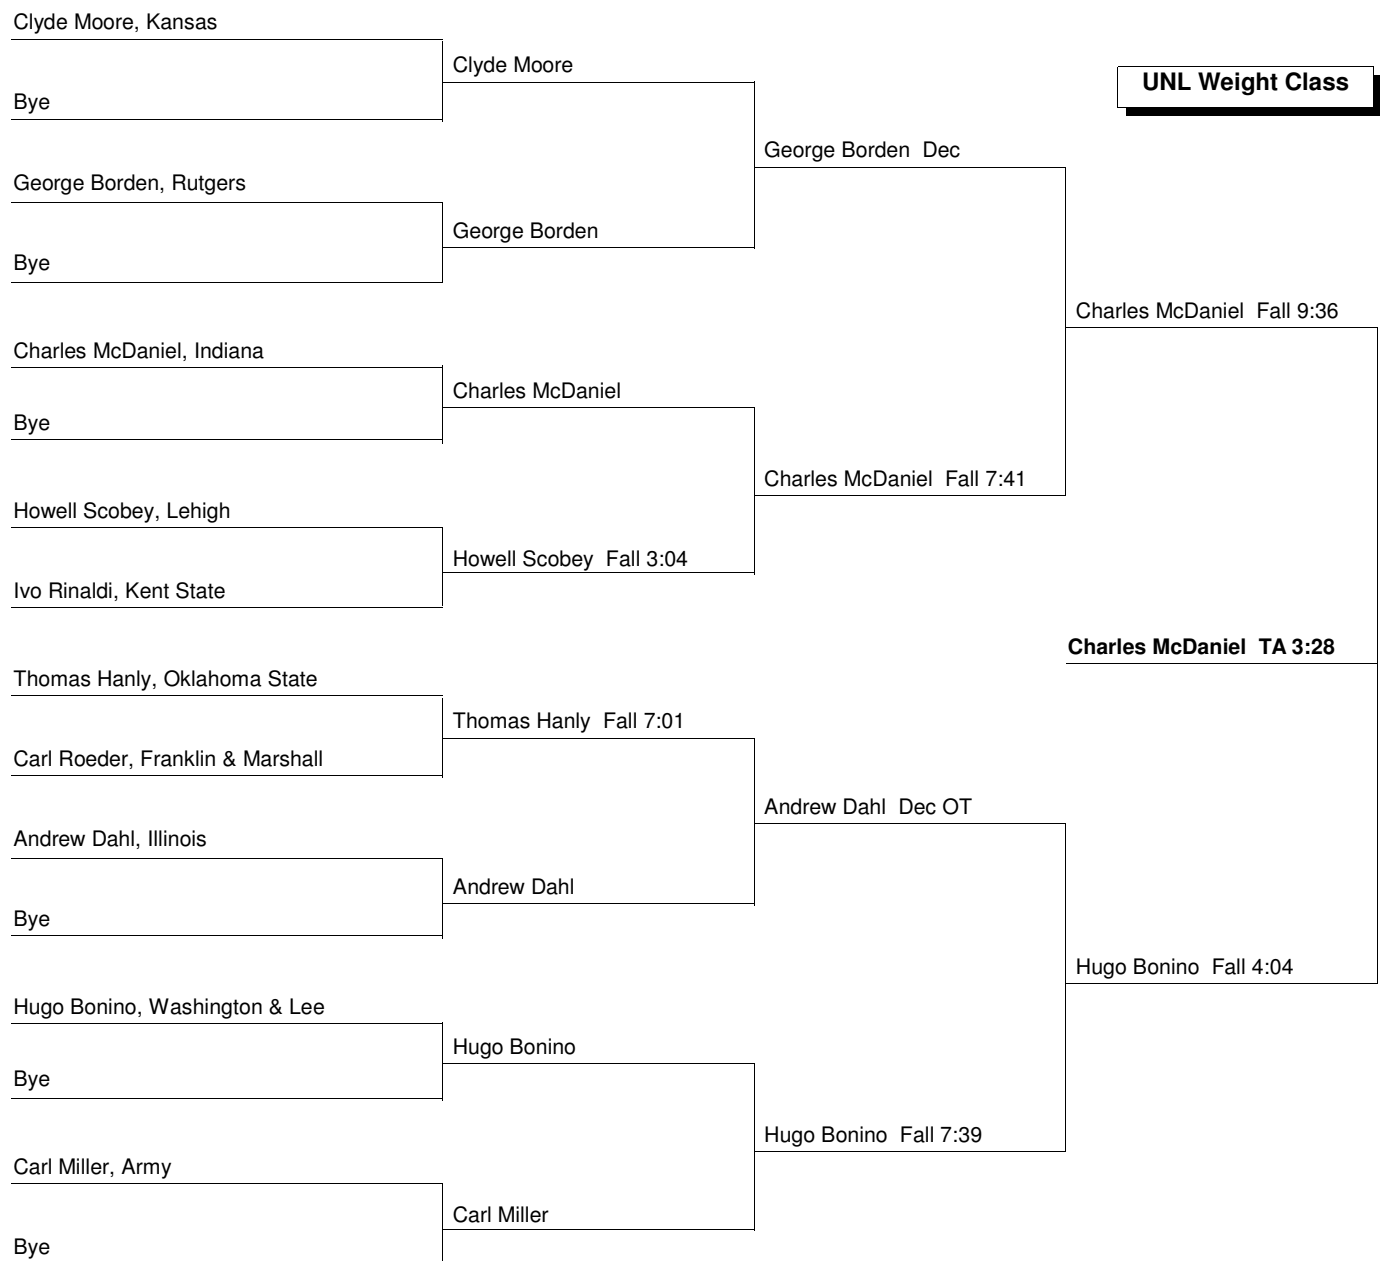 Clyde Moore, Kansas
Bye
George Borden, Rutgers
Bye
Charles McDaniel, Indiana
Bye
Howell Scobey, Lehigh
Ivo Rinaldi, Kent State
Thomas Hanly, Oklahoma State
Carl Roeder, Franklin & Marshall
Andrew Dahl, Illinois
Bye
Hugo Bonino, Washington & Lee
Bye
Carl Miller, Army
Bye
Clyde Moore
George Borden
Charles McDaniel
Howell Scobey Fall 3:04
Thomas Hanly Fall 7:01
Andrew Dahl
Hugo Bonino
Carl Miller
George Borden Dec
Charles McDaniel Fall 7:41
Andrew Dahl Dec OT
Hugo Bonino Fall 7:39
UNL Weight Class
Charles McDaniel Fall 9:36
Charles McDaniel TA 3:28
Hugo Bonino Fall 4:04